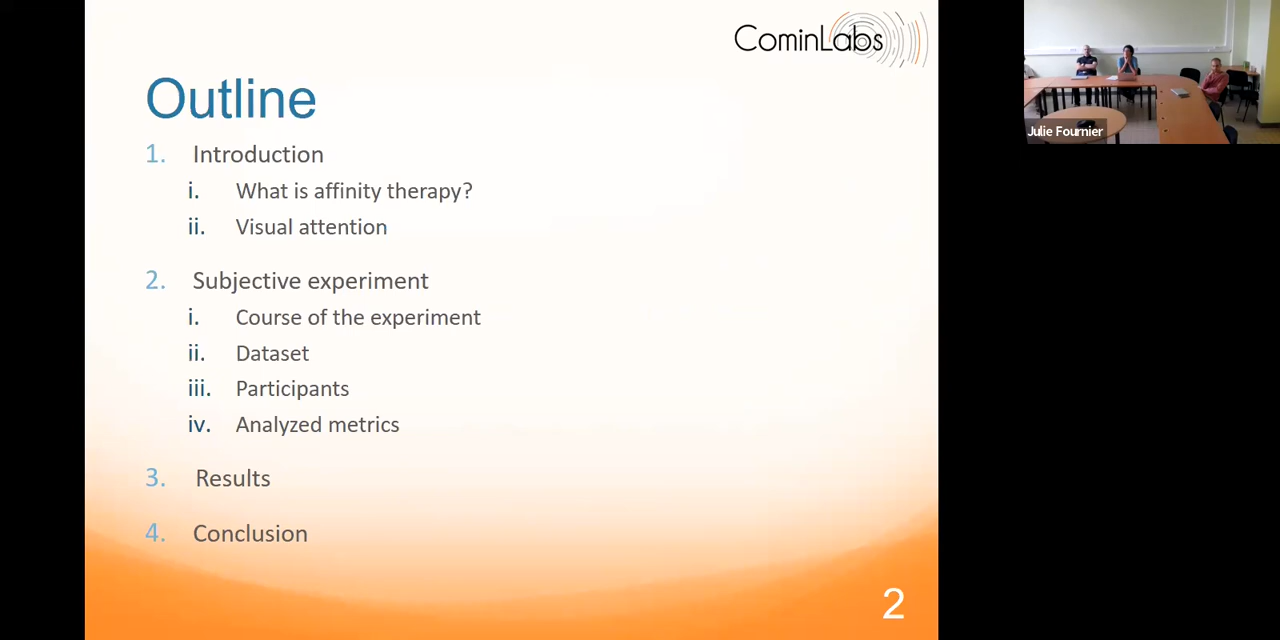 CominLabs
Outline
1. Introduction
i. What is affinity therapy?
ii. Visual attention
2. Subjective experiment
i. Course of the experiment
ii. Dataset
iii. Participants
iv. Analyzed metrics
3. Results
4. Conclusion
2
Julie Fournier